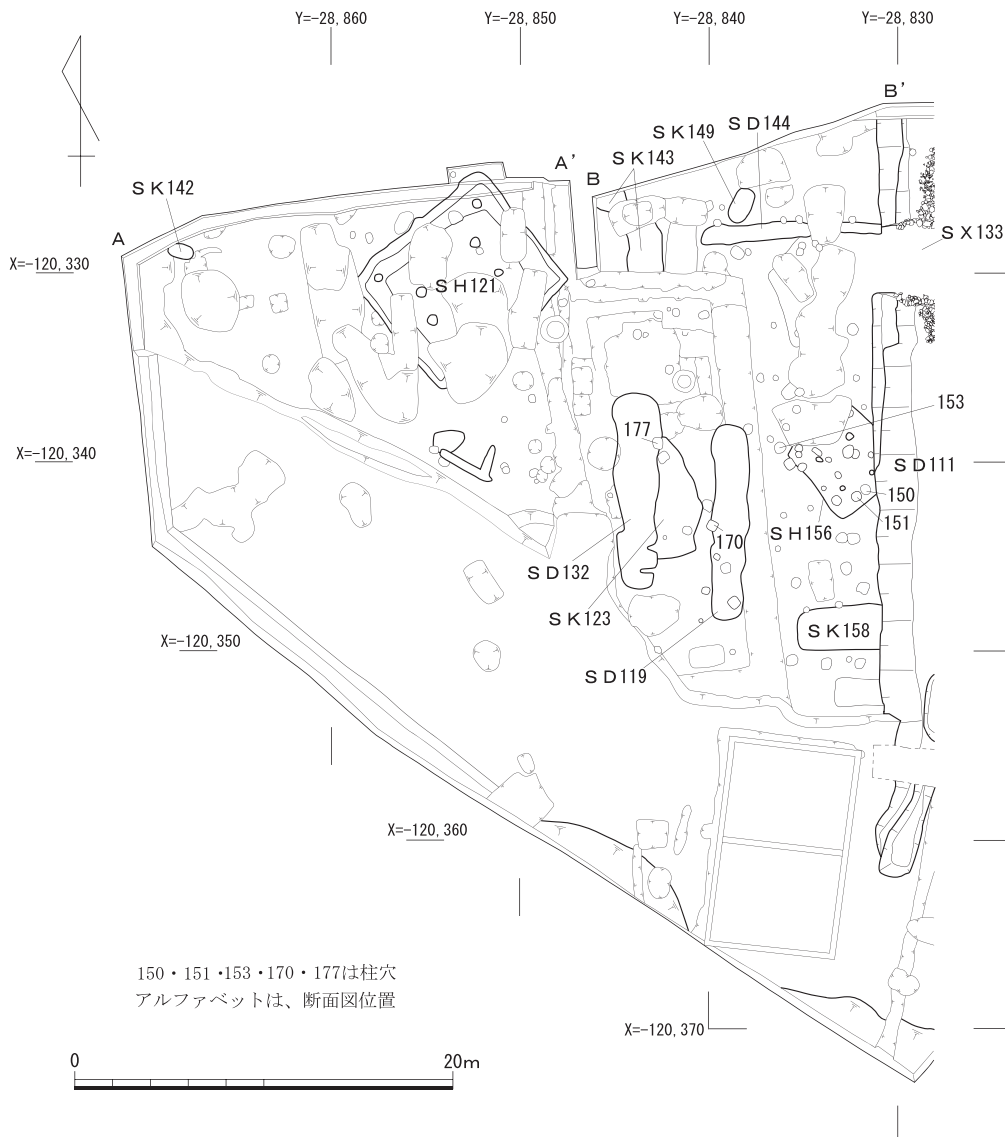 Y=-28,860
Y=-28,850
Y=-28,840
Y=-28,830
B'
SK149
SD144
A'
SK143
B
SK142
A
SX133
X=-120,330
SH121
153
177
X=-120,340
SD111
150
151
170
SH156
SD132
SK123
SK158
X=-120,350
SD119
X=-120,360
150・151・153・170・177は柱穴
アルファベットは、断面図位置
X=-120,370
0
20m